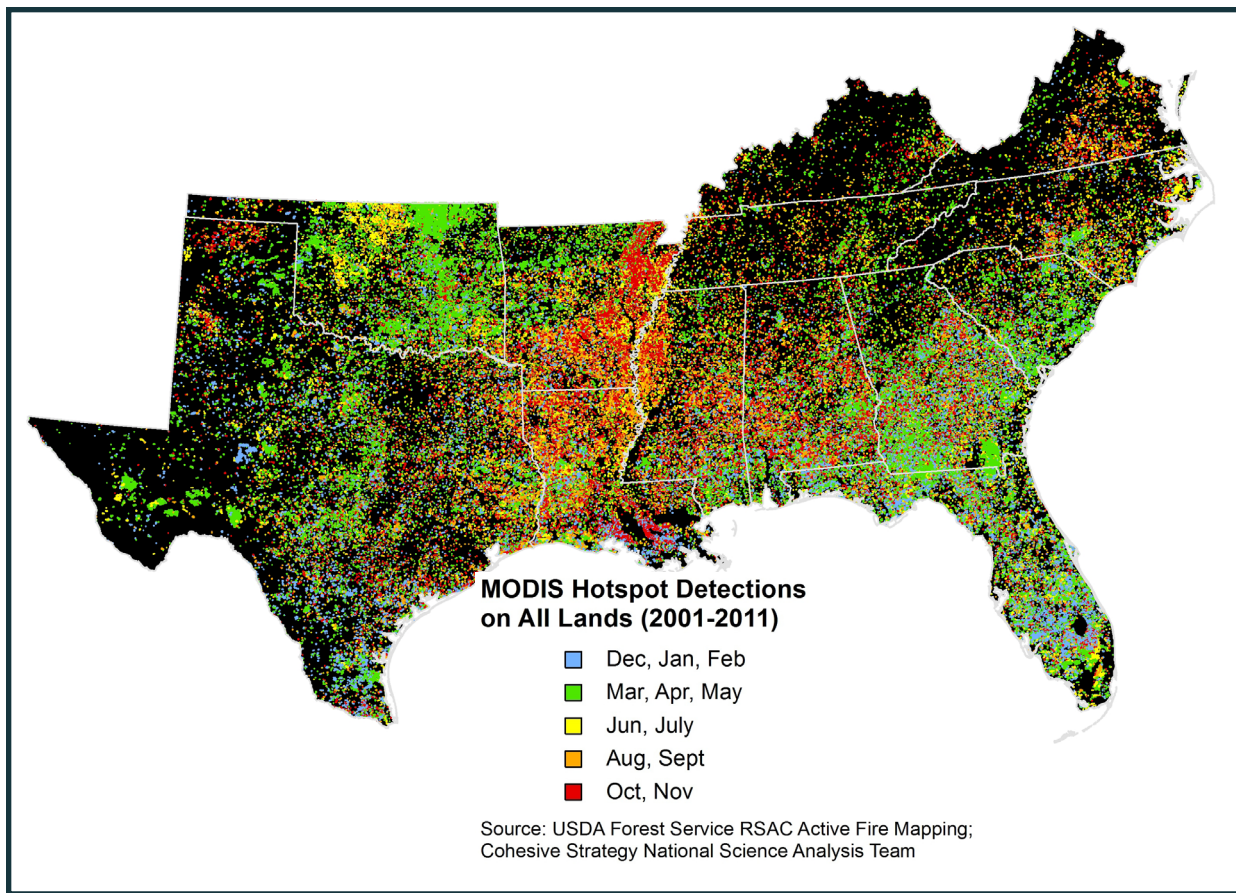 MODIS Hotspot Detections
on All Lands (2001-2011)
Dec, Jan, Feb
Mar, Apr, May
Jun, July
Aug, Sept
Oct, Nov
Source: USDA Forest Service RSAC Active Fire Mapping;
Cohesive Strategy National Science Analysis Team